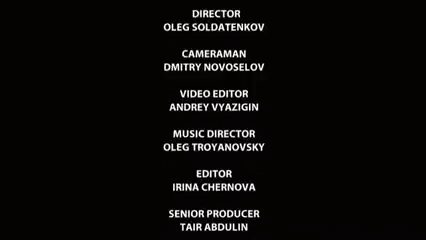 DIRECTOR
OLEG SOLDATENKOV
CAMERAMAN
DMITRY NOVOSELOV
VIDEO EDITOR
ANDREY VYAZIGIN
MUSIC DIRECTOR
OLEG TROYANOVSKY
EDITOR
IRINA CHERNOVA
SENIOR PRODUCER
TAIR ABDULIN